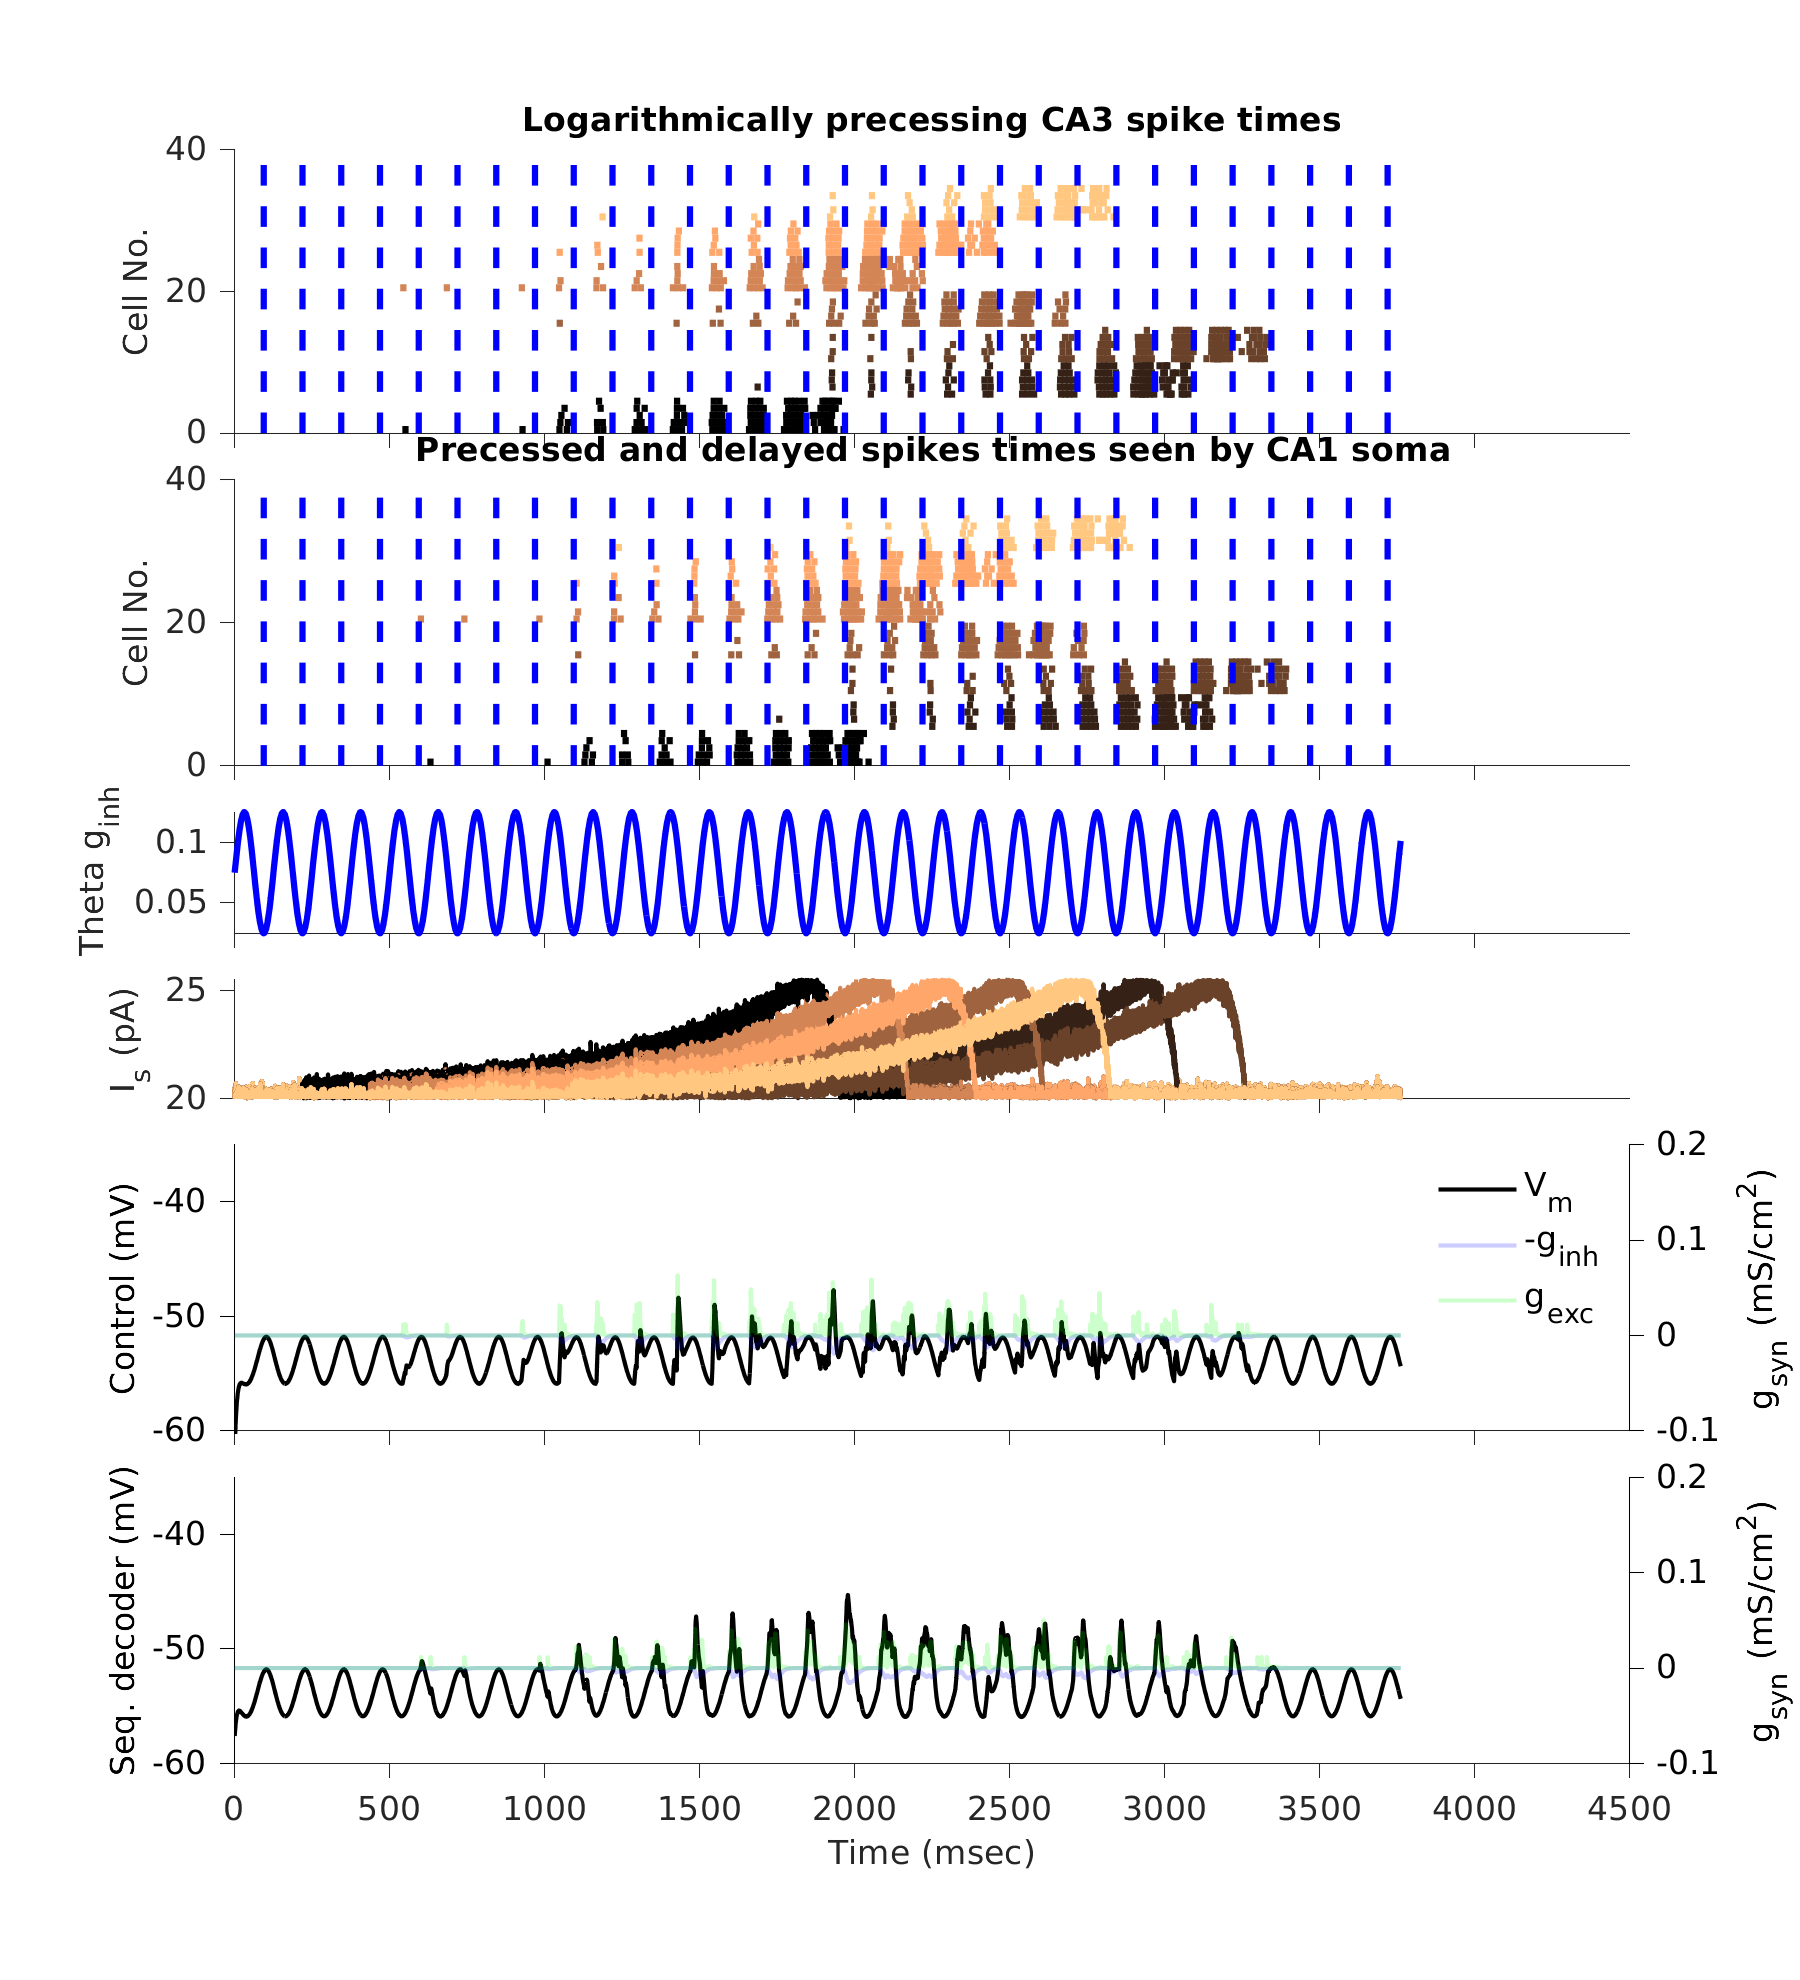 Logarithmically precessing CA3 spike times
40
20
0
Cell No.
Precessed and delayed spikes times seen by CA1 soma
40
20
0
Cell No.
0.1
0.05
Theta g_inh
25
20
I_s (pA)
-40
-50
-60
Control (mV)
V_m
-g_inh
g_exc
0.2
0.1
0
-0.1
g_syn (mS/cm^2)
-40
-50
-60
Seq. decoder (mV)
0.2
0.1
0
-0.1
g_syn (mS/cm^2)
0 500 1000 1500 2000 2500 3000 3500 4000 4500
Time (msec)